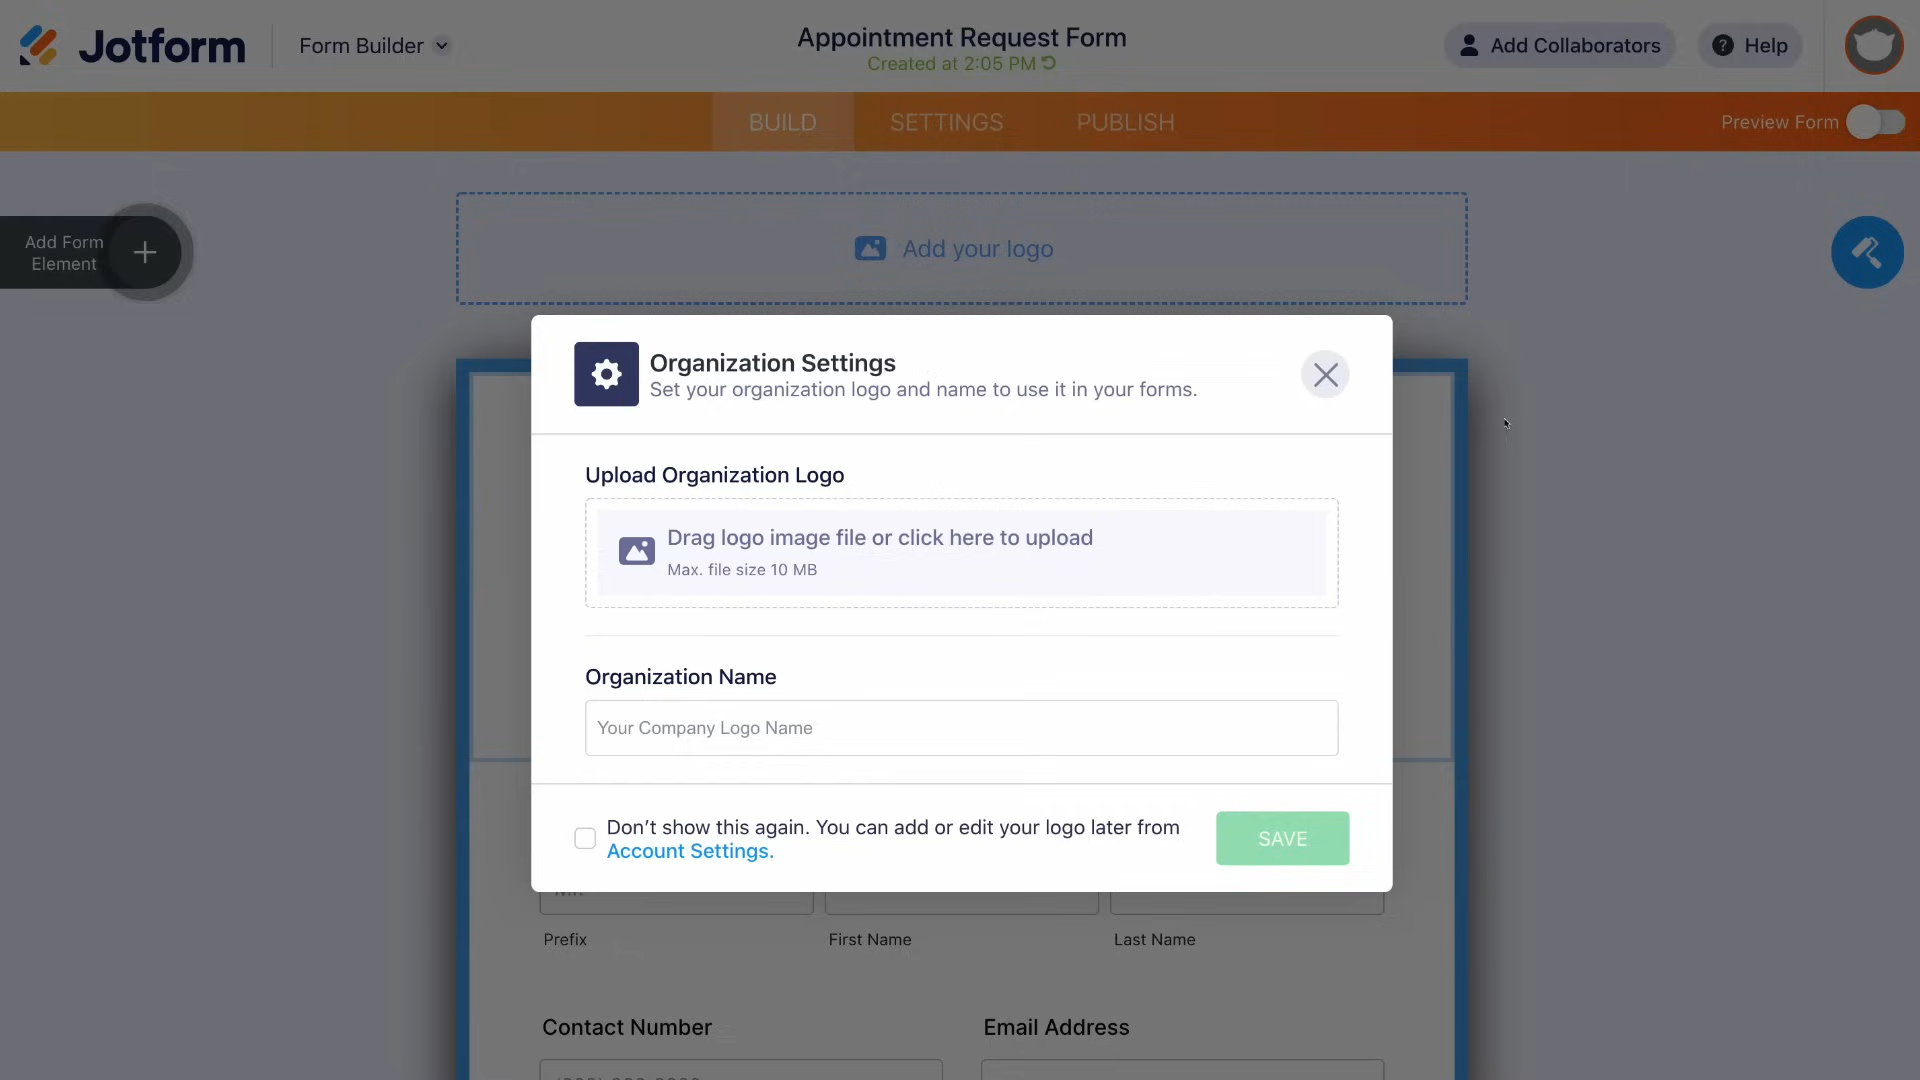 Jotform
Form Builder
Appointment Request Form
Created at 2:05 PM
Add Collaborators
Help
BUILD
SETTINGS
PUBLISH
Preview Form
Add Form
Element
Add your logo
Organization Settings
Set your organization logo and name to use it in your forms.
Upload Organization Logo
Drag logo image file or click here to upload
Max. file size 10 MB
Organization Name
Your Company Logo Name
Don't show this again. You can add or edit your logo later from
Account Settings.
SAVE
Prefix
First Name
Last Name
Contact Number
Email Address